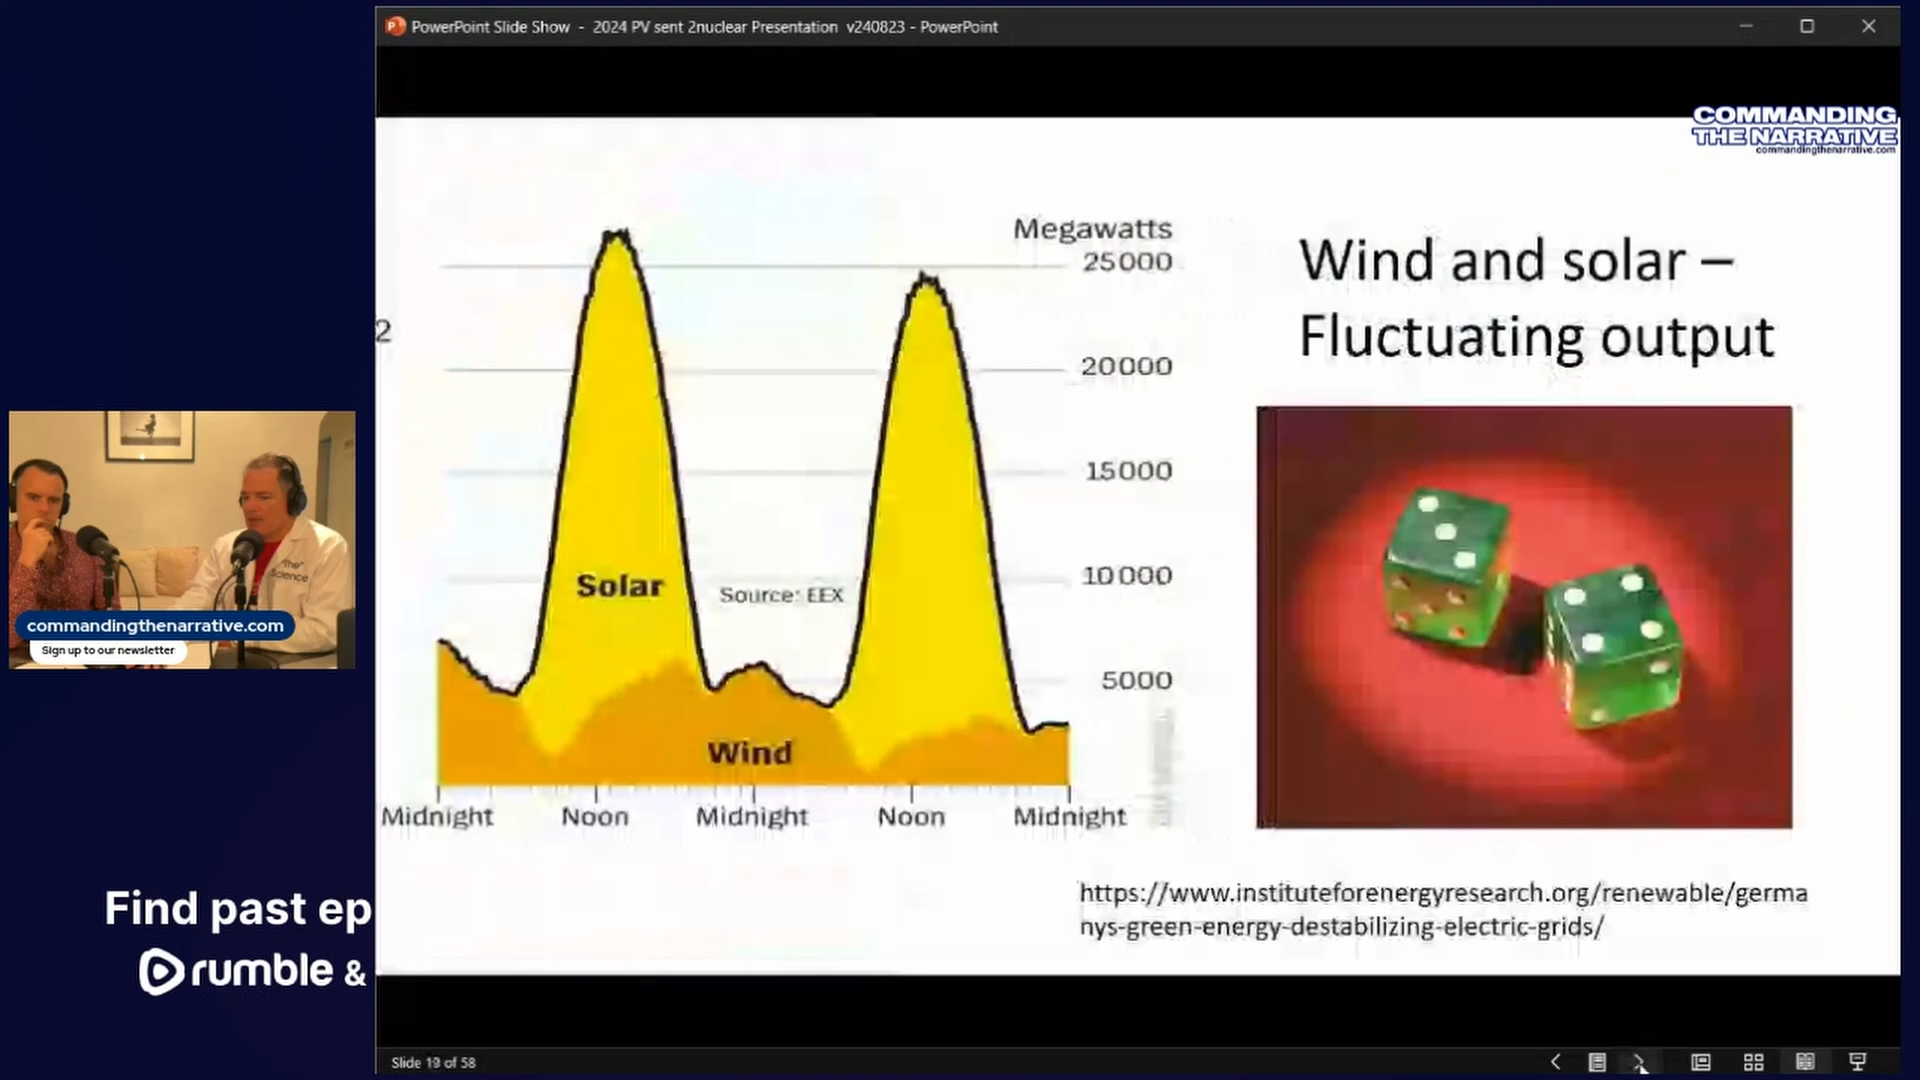 PowerPoint Slide Show - 2024 PV sent 2nuclear Presentation v240823 - PowerPoint
COMMANDING
THE NARRATIVE
commandingthenarrative.com
Megawatts
25000
20000
15000
10000
5000
2
Solar
Source: EEX
Wind
Midnight Noon Midnight Noon Midnight
Wind and solar –
Fluctuating output
https://www.instituteforenergyresearch.org/renewable/germa
nys-green-energy-destabilizing-electric-grids/
"The"
Science
commandingthenarrative.com
Sign up to our newsletter
Find past ep
rumble &
Slide 19 of 58